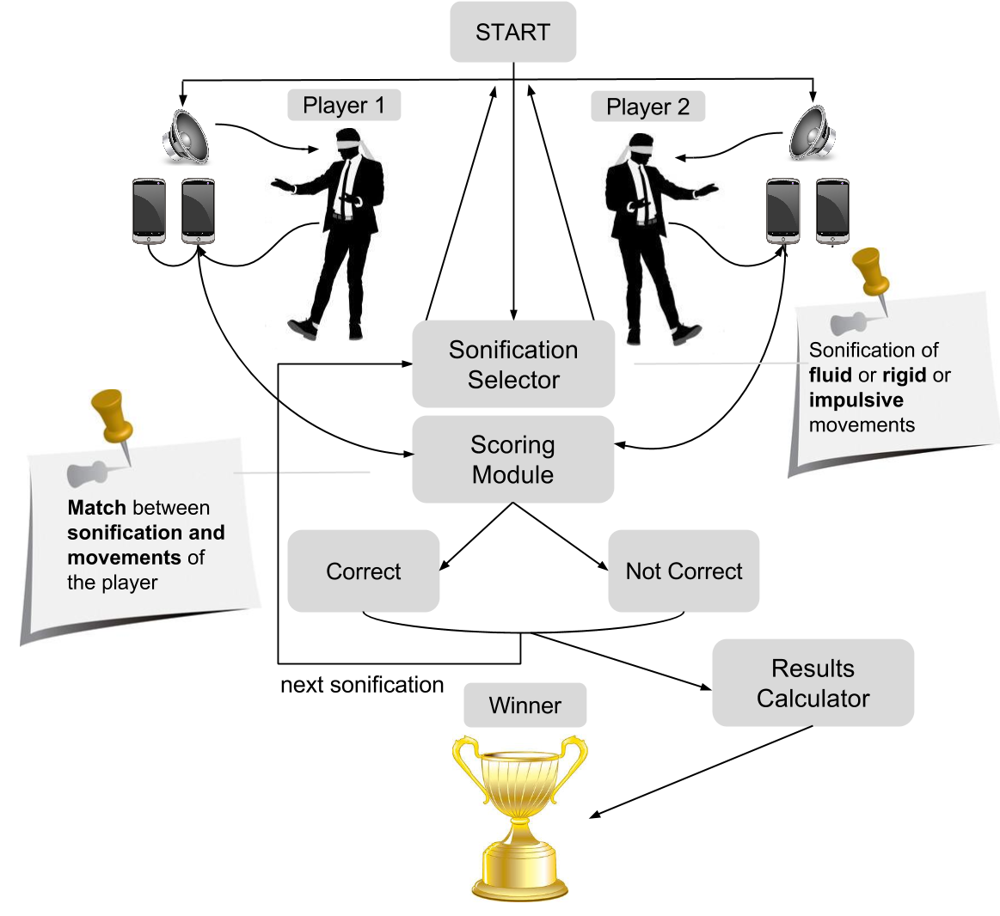 START
Player 1
Player 2
Sonification
Selector
Sonification of
fluid or rigid or
impulsive
movements
Scoring
Module
Match between
sonification and
movements of
the player
Correct
Not Correct
next sonification
Results
Calculator
Winner